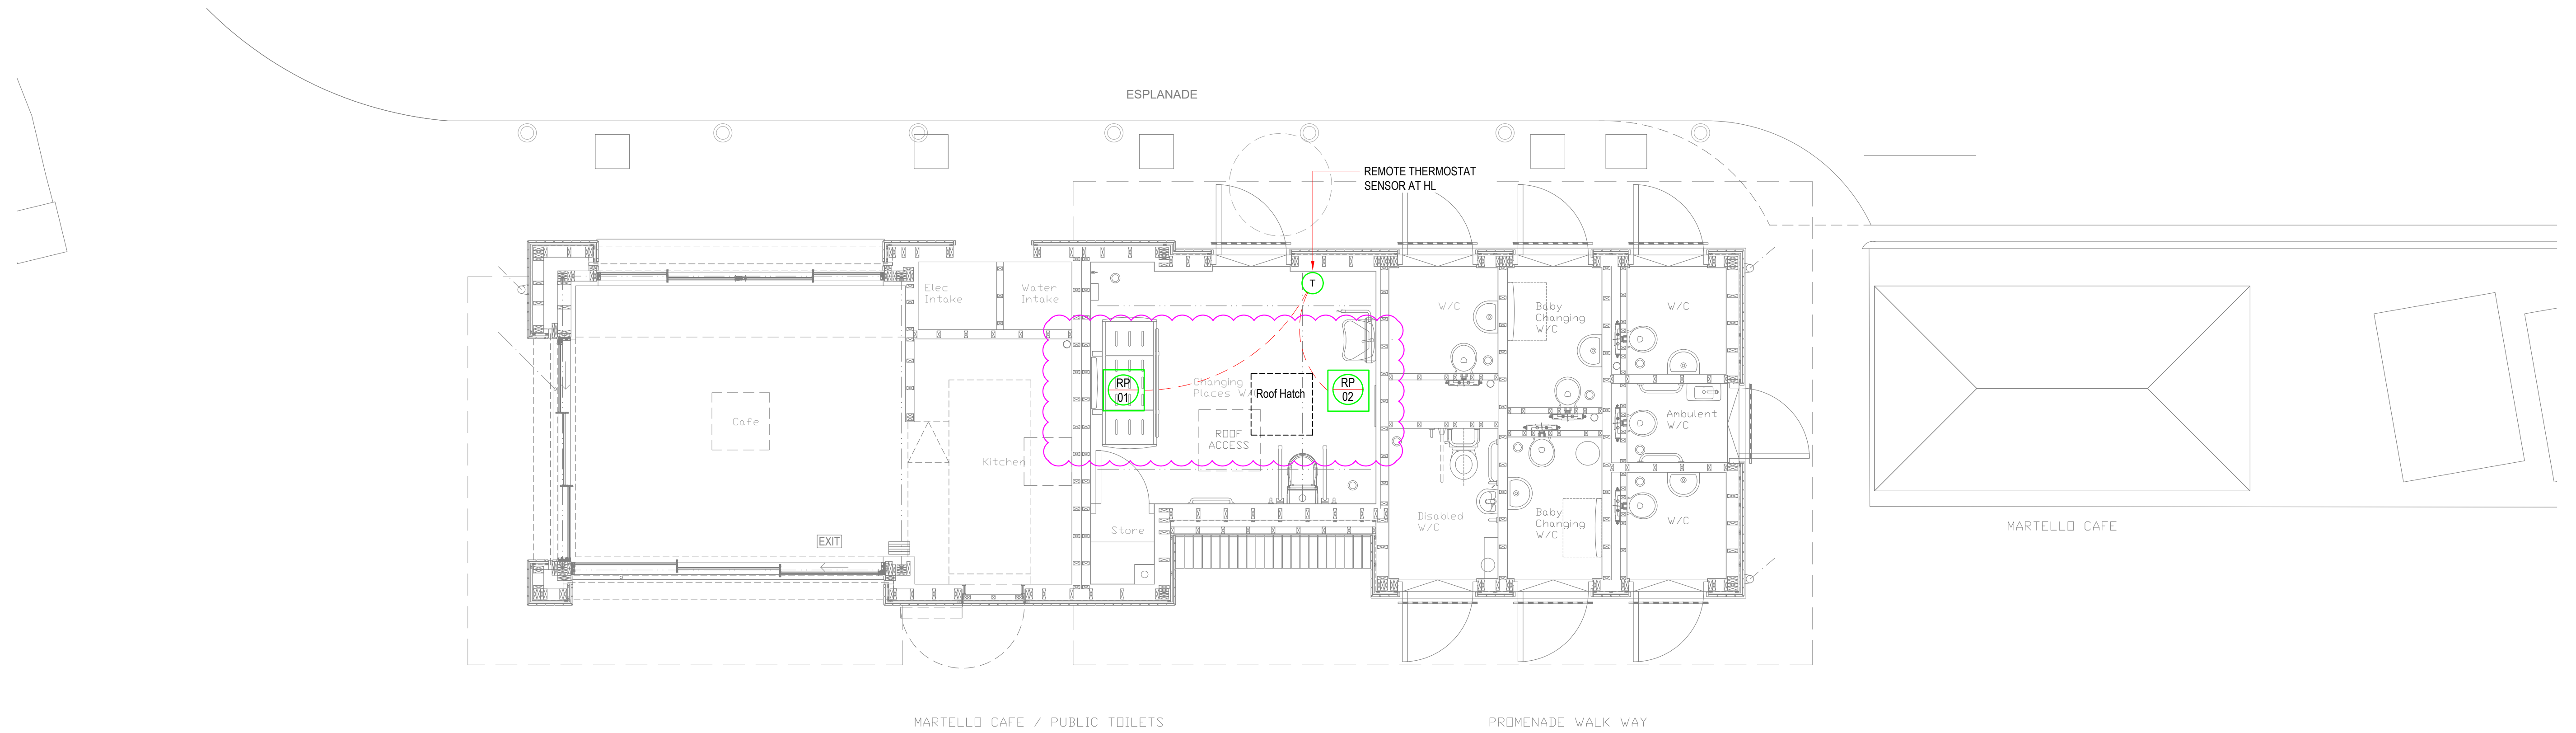 ESPLANADE
REMOTE THERMOSTAT
SENSOR AT HL
T
Elec
Intake
Water
Intake
W/C
Baby
Changing
W/C
W/C
RP
01
Changing
Places W
Roof Hatch
RP
02
Cafe
ROOF
ACCESS
Ambulent
W/C
Kitchen
EXIT
Store
Disabled
W/C
Baby
Changing
W/C
W/C
MARTELLO CAFE
MARTELLO CAFE / PUBLIC TOILETS
PROMENADE WALK WAY